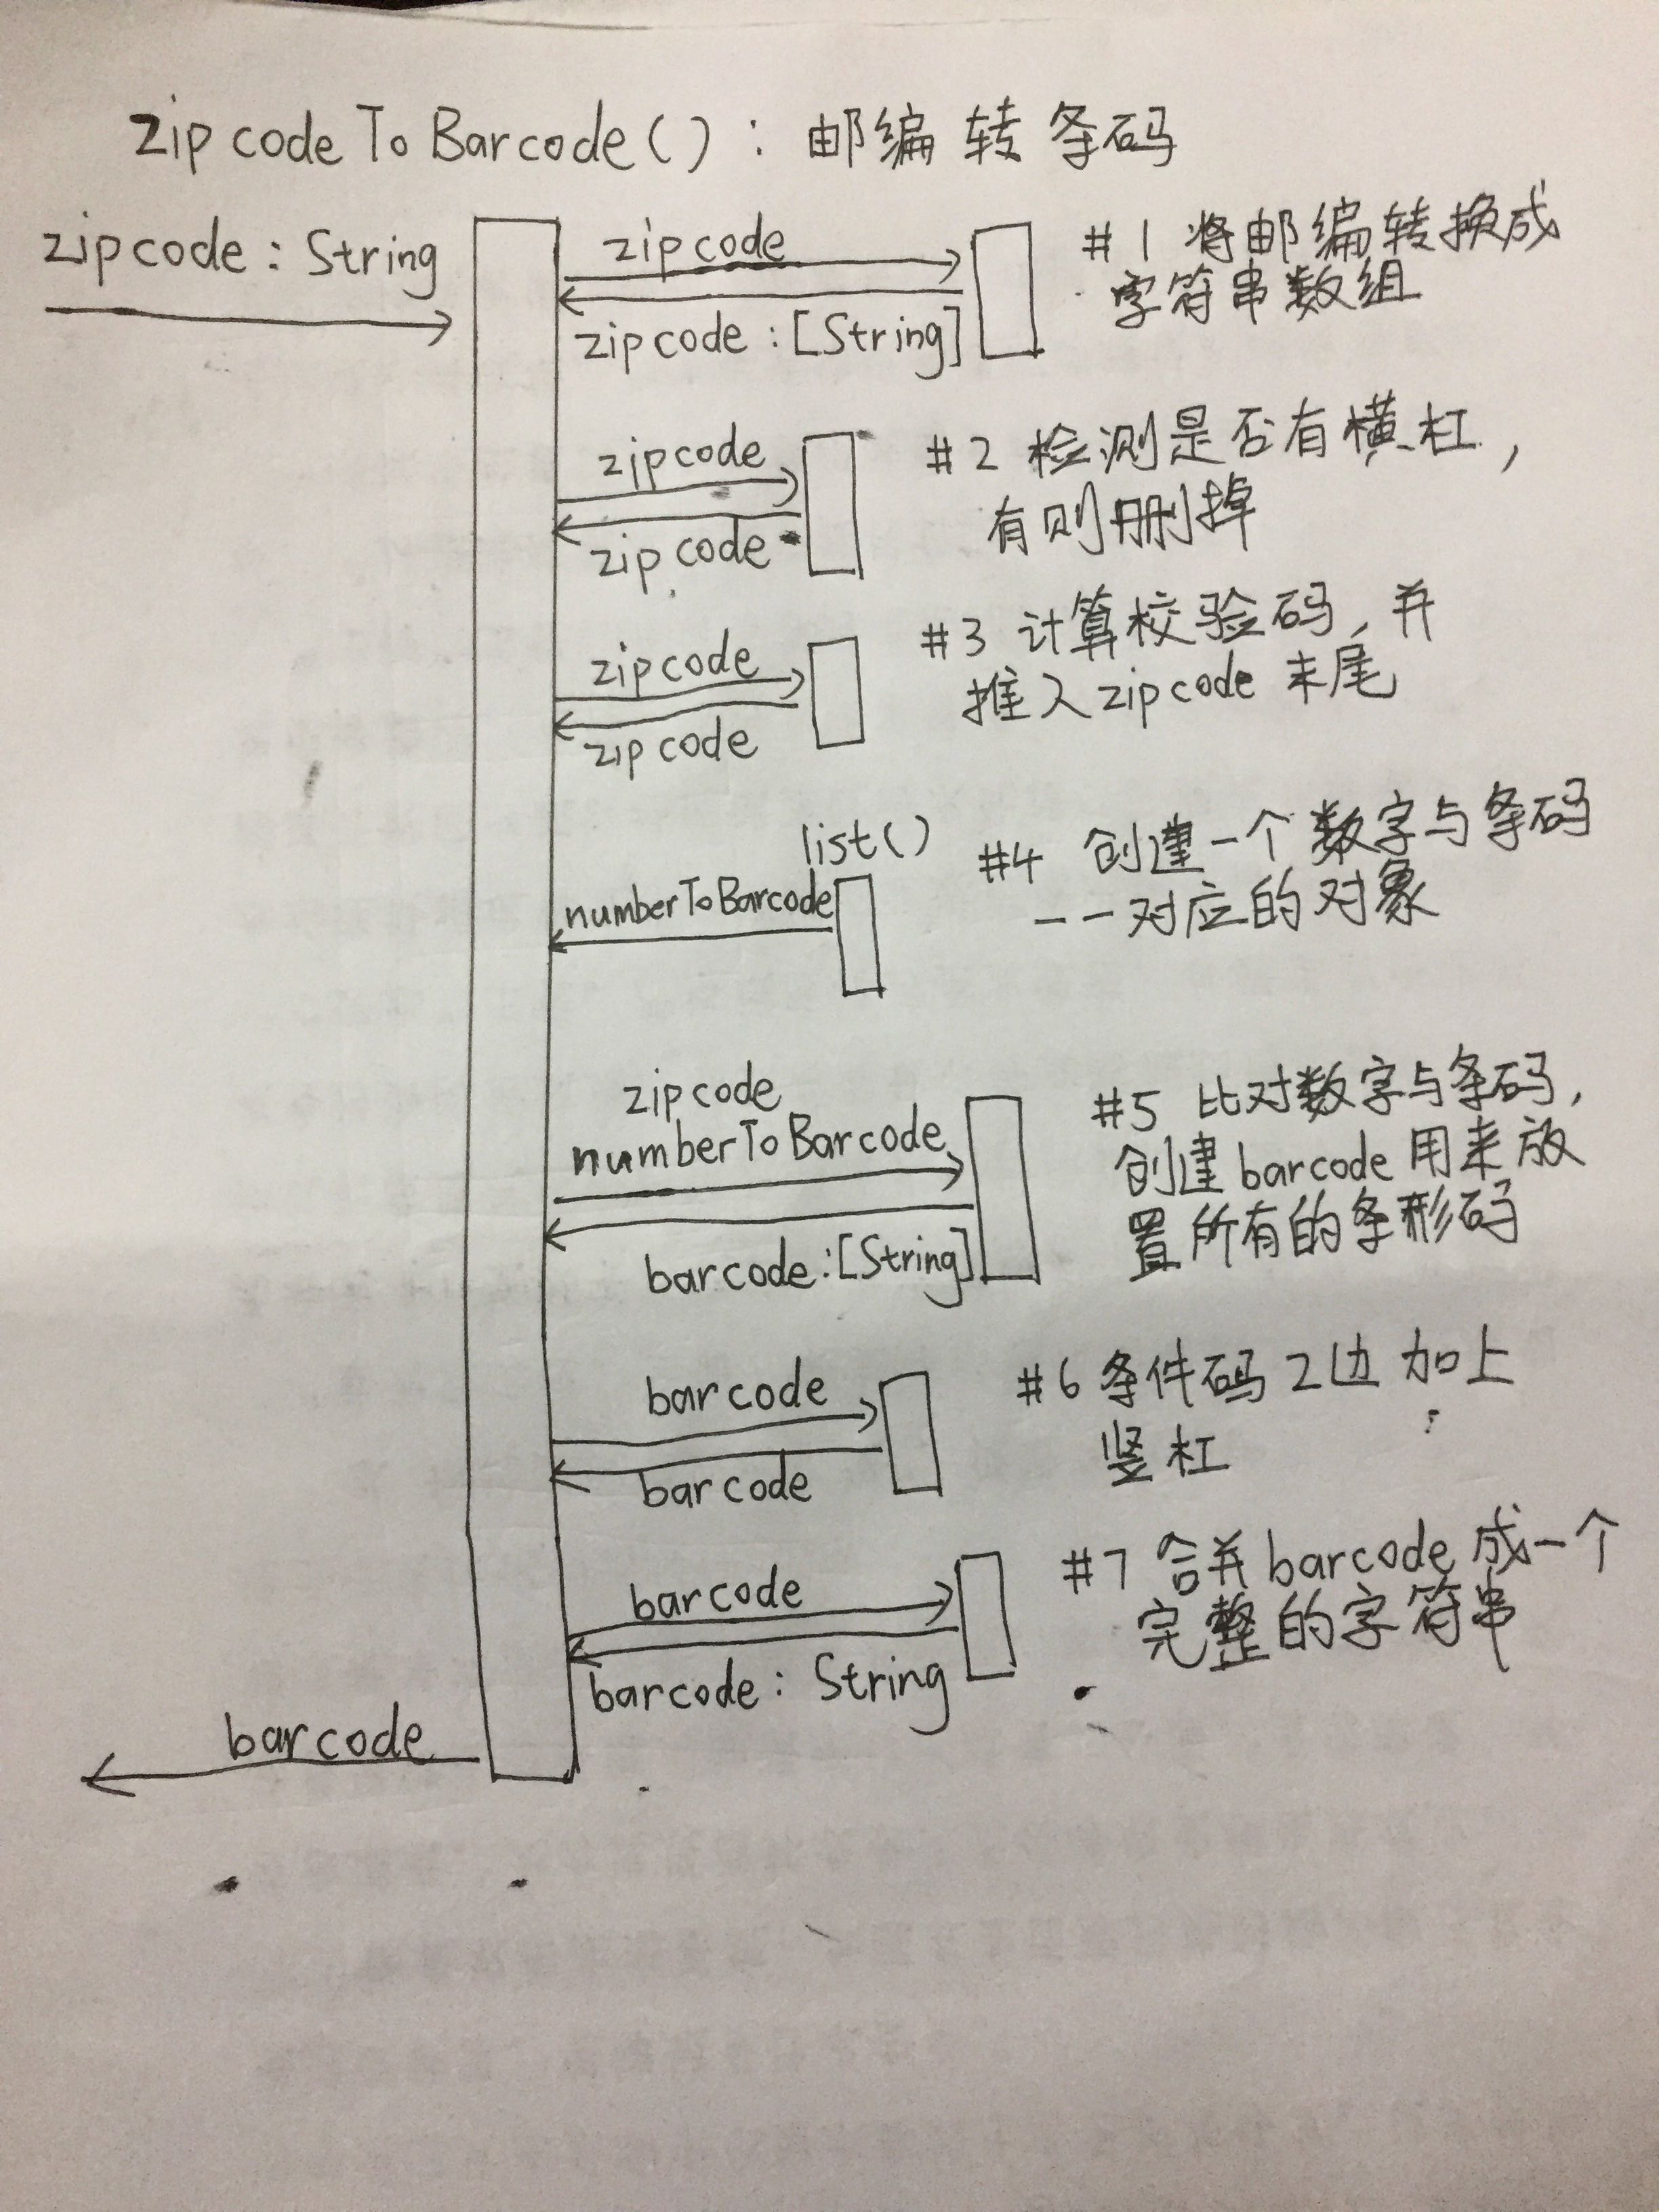 zipcodeToBarcode()：邮编转条码
zipcode : String
zipcode
#1 将邮编转换成
字符串数组
zipcode : [String]
zipcode
#2 检测是否有横杠，
有则删掉
zipcode
zipcode
#3 计算校验码，并
推入zipcode 末尾
zipcode
list()
#4 创建一个数字与条码
一一对应的对象
numberToBarcode
zipcode
numberToBarcode
#5 比对数字与条码，
创建barcode用来放
置所有的条形码
barcode:[String]
barcode
#6 条件码2边加上
竖杠
barcode
barcode
#7 合并barcode成一个
完整的字符串
barcode: String
barcode